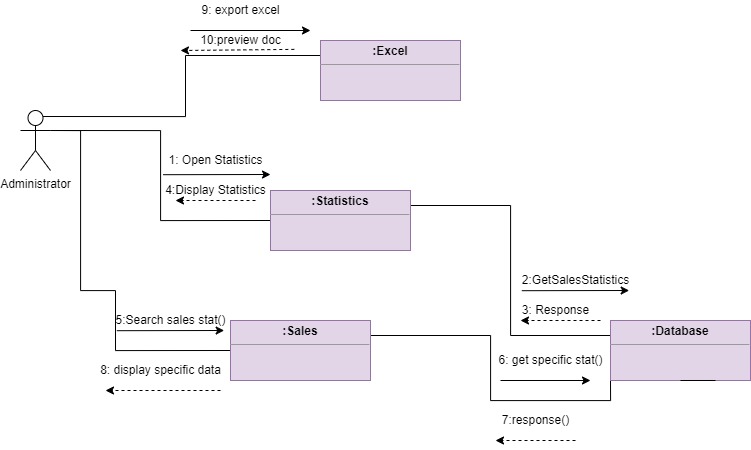 9: export excel
10:preview doc
:Excel
Administrator
1: Open Statistics
4:Display Statistics
:Statistics
2:GetSalesStatistics
3: Response
5:Search sales stat()
:Sales
:Database
8: display specific data
6: get specific stat()
7:response()